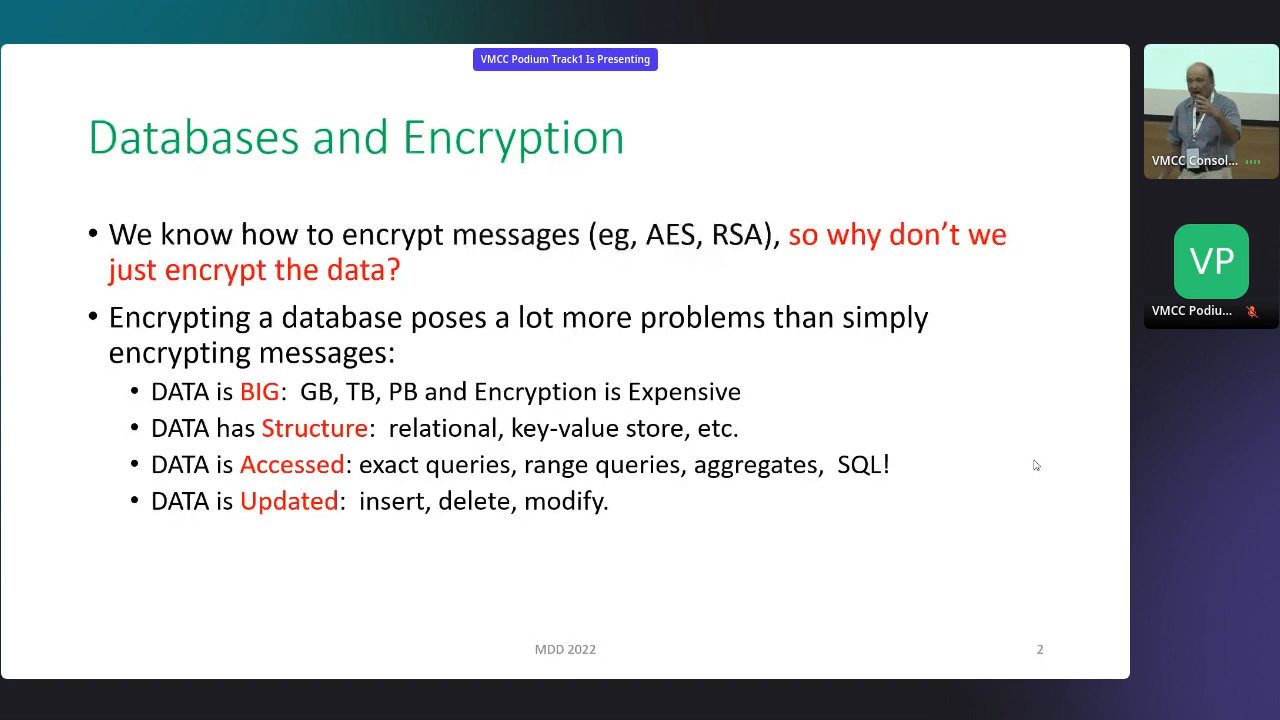 VMCC Podium Track1 Is Presenting
Databases and Encryption
• We know how to encrypt messages (eg, AES, RSA), so why don’t we
just encrypt the data?
• Encrypting a database poses a lot more problems than simply
encrypting messages:
• DATA is BIG: GB, TB, PB and Encryption is Expensive
• DATA has Structure: relational, key-value store, etc.
• DATA is Accessed: exact queries, range queries, aggregates, SQL!
• DATA is Updated: insert, delete, modify.
MDD 2022
2
VMCC Consol...
VP
VMCC Podiu...